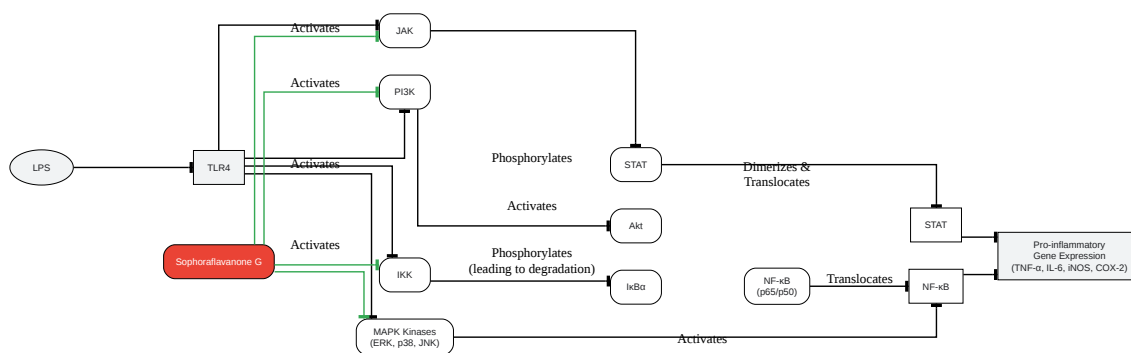 Activates
JAK
Activates
PI3K
LPS
TLR4
Activates
Phosphorylates
STAT
Dimerizes &
Translocates
Activates
Akt
STAT
Sophoraflavanone G
Activates
IKK
Phosphorylates
(leading to degradation)
IκBα
NF-κB
(p65/p50)
Translocates
NF-κB
Pro-inflammatory
Gene Expression
(TNF-α, IL-6, iNOS, COX-2)
MAPK Kinases
(ERK, p38, JNK)
Activates